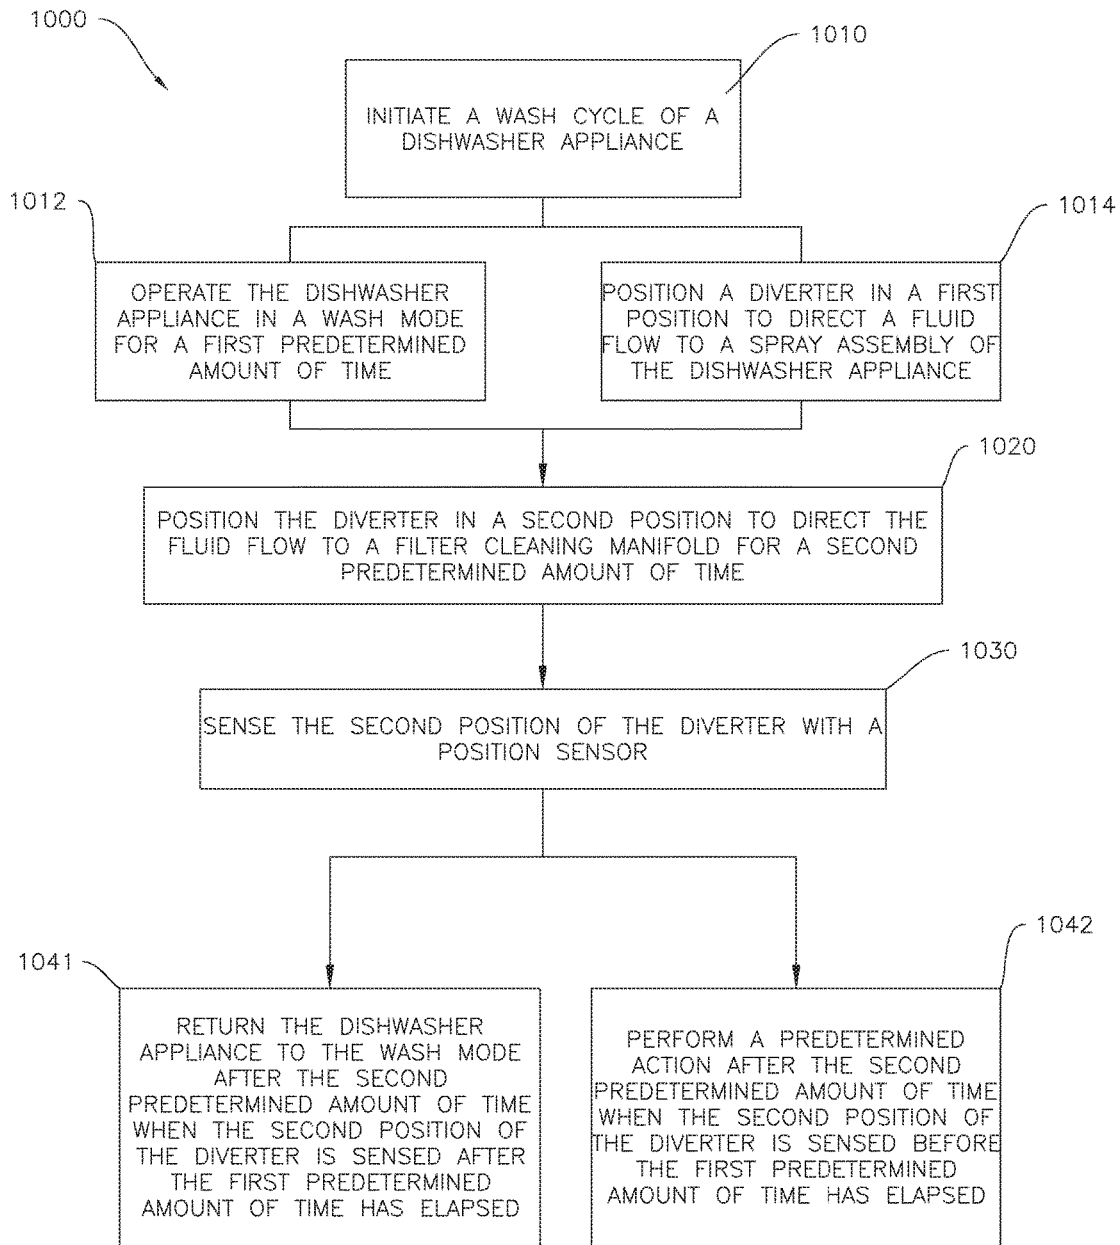 1000
1010
INITIATE A WASH CYCLE OF A
DISHWASHER APPLIANCE
1012
1014
OPERATE THE DISHWASHER
APPLIANCE IN A WASH MODE
FOR A FIRST PREDETERMINED
AMOUNT OF TIME
POSITION A DIVERTER IN A FIRST
POSITION TO DIRECT A FLUID
FLOW TO A SPRAY ASSEMBLY OF
THE DISHWASHER APPLIANCE
1020
POSITION THE DIVERTER IN A SECOND POSITION TO DIRECT THE
FLUID FLOW TO A FILTER CLEANING MANIFOLD FOR A SECOND
PREDETERMINED AMOUNT OF TIME
1030
SENSE THE SECOND POSITION OF THE DIVERTER WITH A
POSITION SENSOR
1041
1042
RETURN THE DISHWASHER
APPLIANCE TO THE WASH MODE
AFTER THE SECOND
PREDETERMINED AMOUNT OF TIME
WHEN THE SECOND POSITION OF
THE DIVERTER IS SENSED AFTER
THE FIRST PREDETERMINED
AMOUNT OF TIME HAS ELAPSED
PERFORM A PREDETERMINED
ACTION AFTER THE SECOND
PREDETERMINED AMOUNT OF TIME
WHEN THE SECOND POSITION OF
THE DIVERTER IS SENSED BEFORE
THE FIRST PREDETERMINED
AMOUNT OF TIME HAS ELAPSED